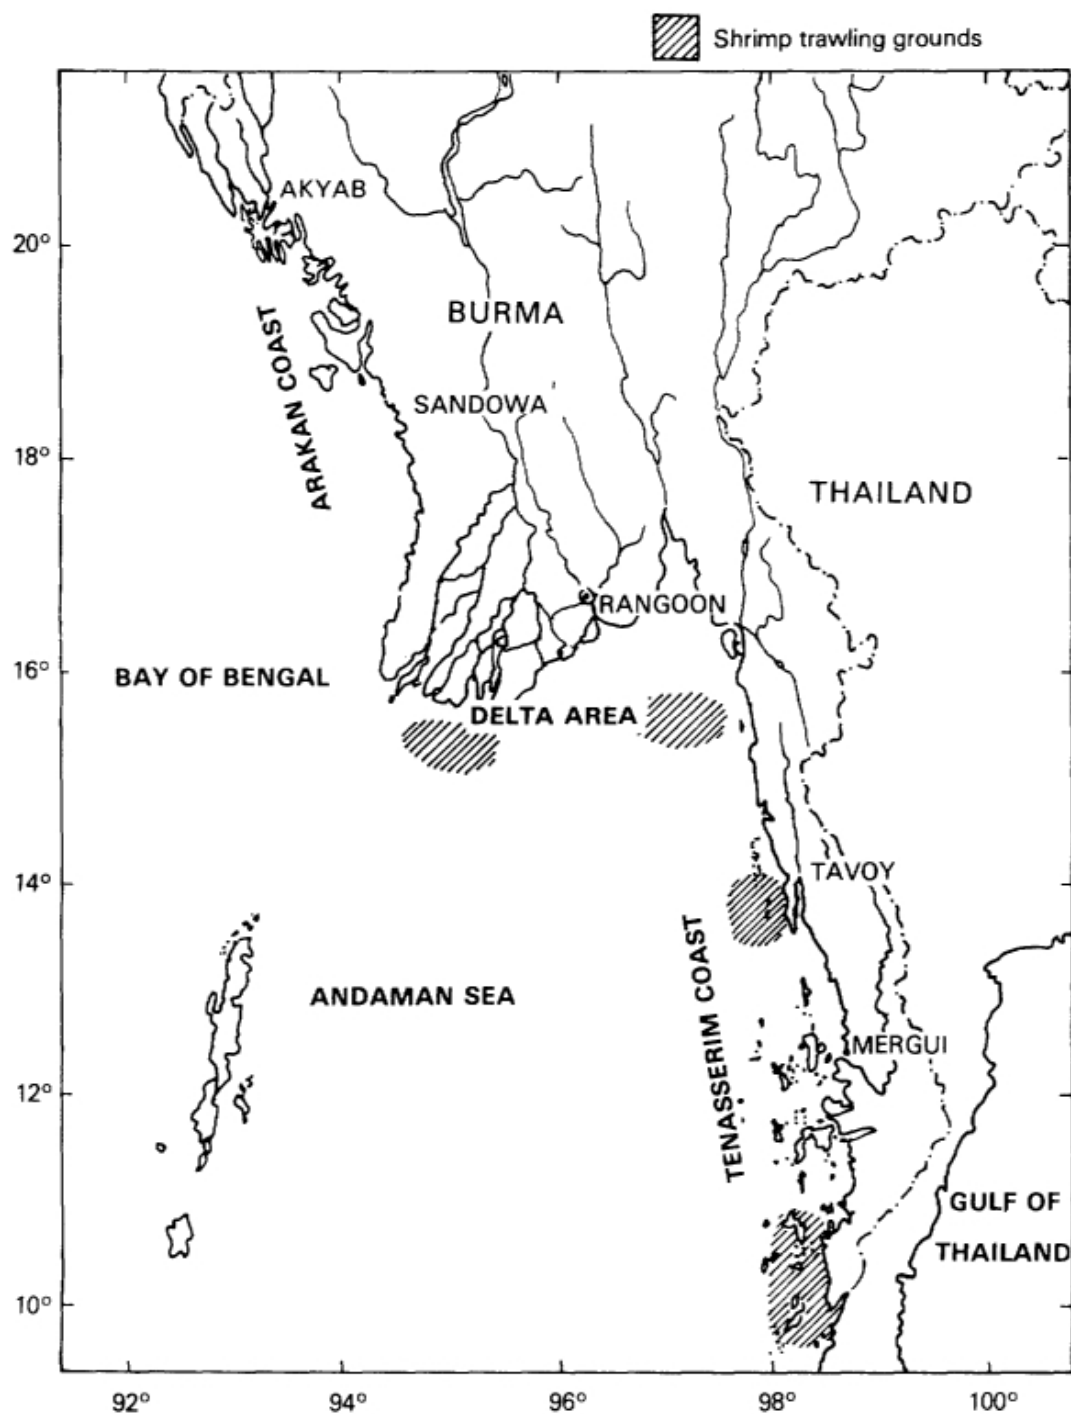 Shrimp trawling grounds
AKYAB
20°
BURMA
ARAKAN COAST
SANDOWA
18°
THAILAND
RANGOON
16°
BAY OF BENGAL
DELTA AREA
TAVOY
14°
TENASSERIM COAST
ANDAMAN SEA
MERGUI
12°
GULF OF
THAILAND
10°
92°
94°
96°
98°
100°